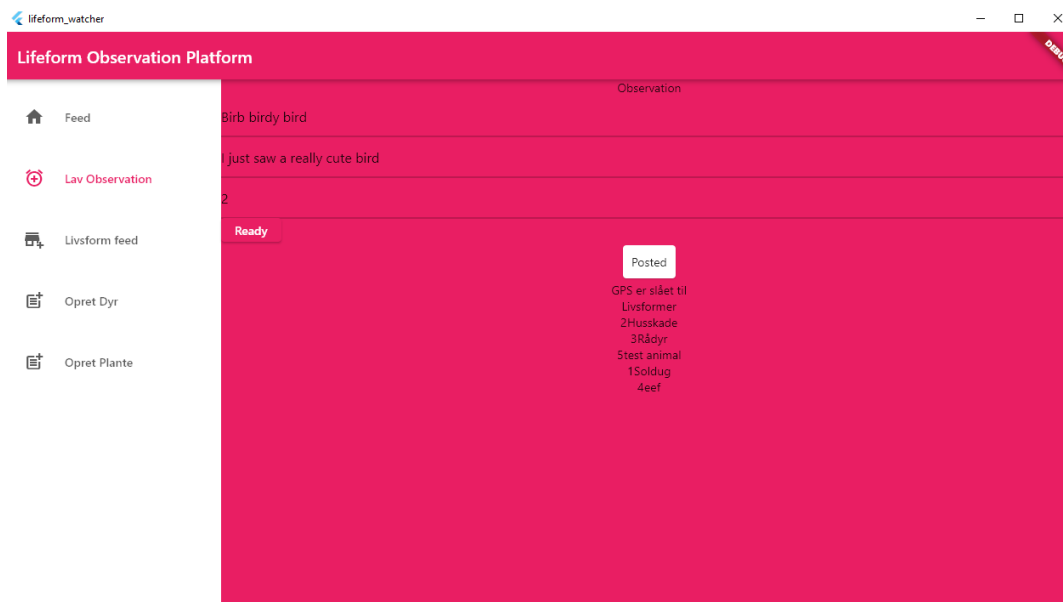 lifeform_watcher
Lifeform Observation Platform
Feed
Lav Observation
Livsform feed
Opret Dyr
Opret Plante
Observation
Birb birdy bird
I just saw a really cute bird
2
Ready
Posted
GPS er slået til
Livsformer
2Husskade
3Rådyr
5test animal
1Soldug
4eef